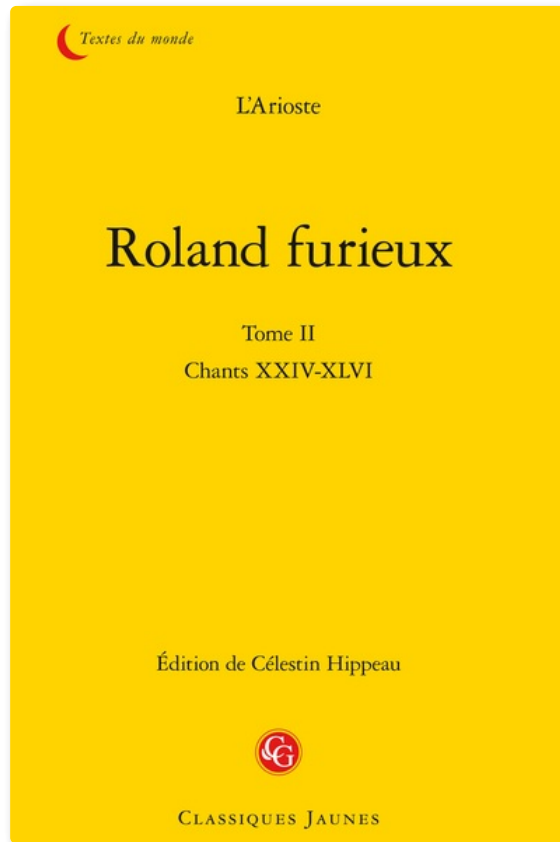 Textes du monde
L'Arioste
Roland furieux
Tome II
Chants XXIV-XLVI
Édition de Célestin Hippeau
CG
Classiques Jaunes